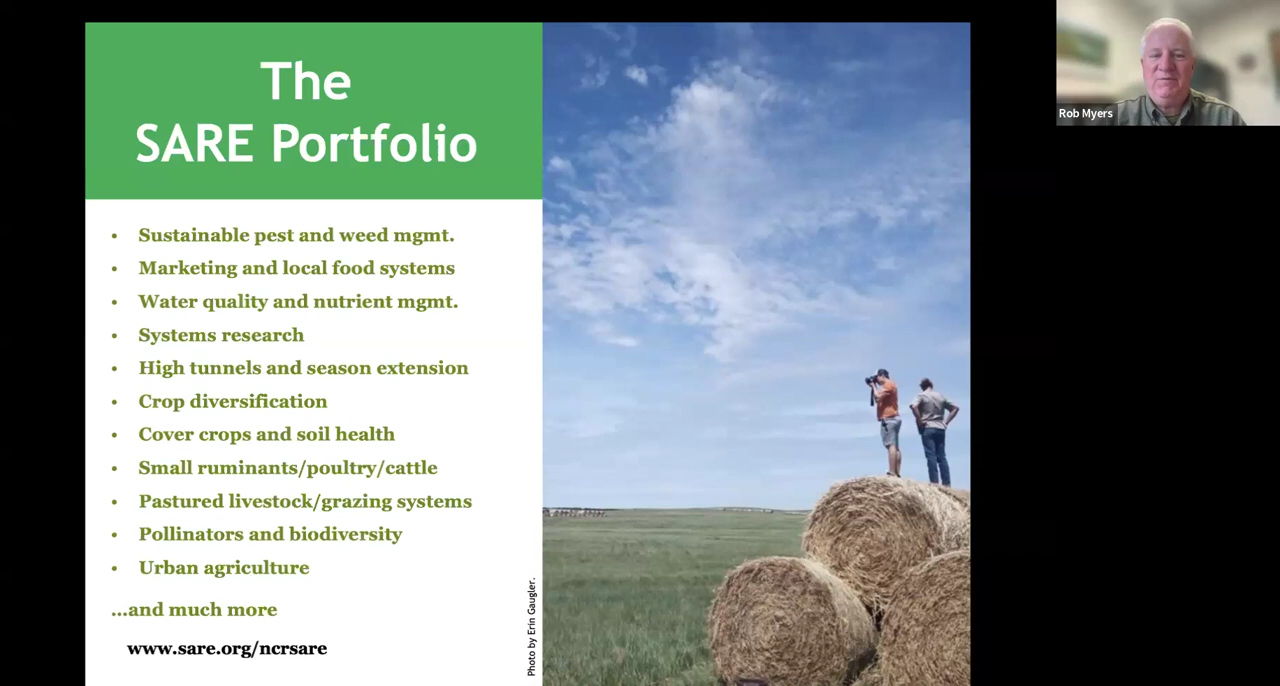 The
SARE Portfolio
• Sustainable pest and weed mgmt.
• Marketing and local food systems
• Water quality and nutrient mgmt.
• Systems research
• High tunnels and season extension
• Crop diversification
• Cover crops and soil health
• Small ruminants/poultry/cattle
• Pastured livestock/grazing systems
• Pollinators and biodiversity
• Urban agriculture
...and much more
www.sare.org/ncrsare
Photo by Erin Gaugler.
Rob Myers